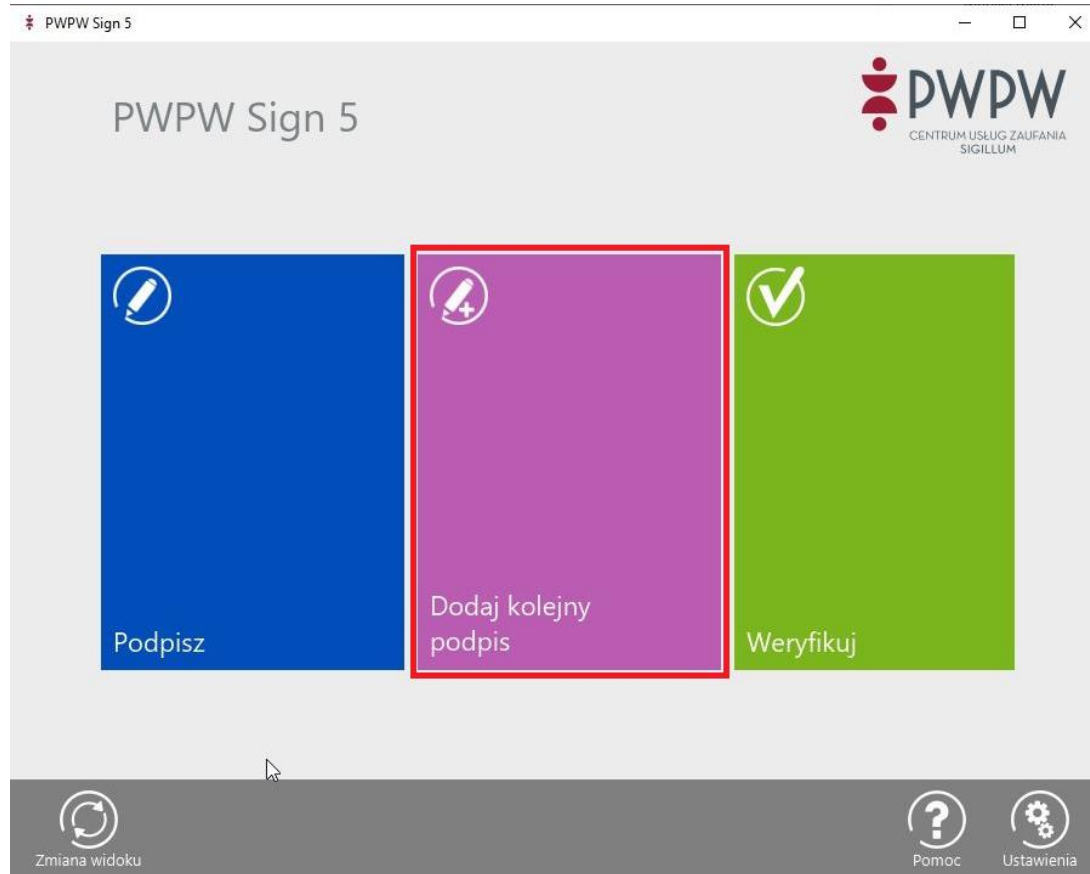 PWPW Sign 5
PWPW Sign 5
PWPW
CENTRUM USŁUG ZAUFANIA
SIGILLUM
Podpisz
Dodaj kolejny
podpis
Weryfikuj
Zmiana widoku
Pomoc
Ustawienia